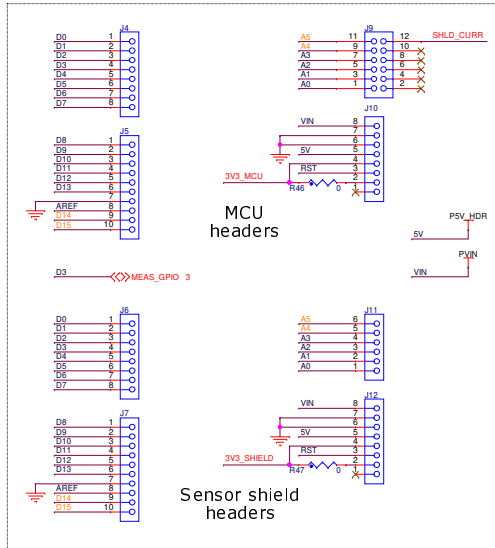 J4
D0 1
D1 2
D2 3
D3 4
D4 5
D5 6
D6 7
D7 8
J9
A5 11 12 SHLD_CURR
A4 9 10
A3 7 8
A2 5 6
A1 3 4
A0 1 2
J5
D8 1
D9 2
D10 3
D11 4
D12 5
D13 6
7
AREF 8
D14 9
D15 10
J10
VIN 8
7
6
5V 5
4
RST 3
3V3_MCU 2
R46 0 1
MCU
headers
P5V_HDR
5V
PVIN
VIN
D3 MEAS_GPIO 3
J6
D0 1
D1 2
D2 3
D3 4
D4 5
D5 6
D6 7
D7 8
J11
A5 6
A4 5
A3 4
A2 3
A1 2
A0 1
J7
D8 1
D9 2
D10 3
D11 4
D12 5
D13 6
7
AREF 8
D14 9
D15 10
J12
VIN 8
7
6
5V 5
4
RST 3
3V3_SHIELD 2
R47 0 1
Sensor shield
headers